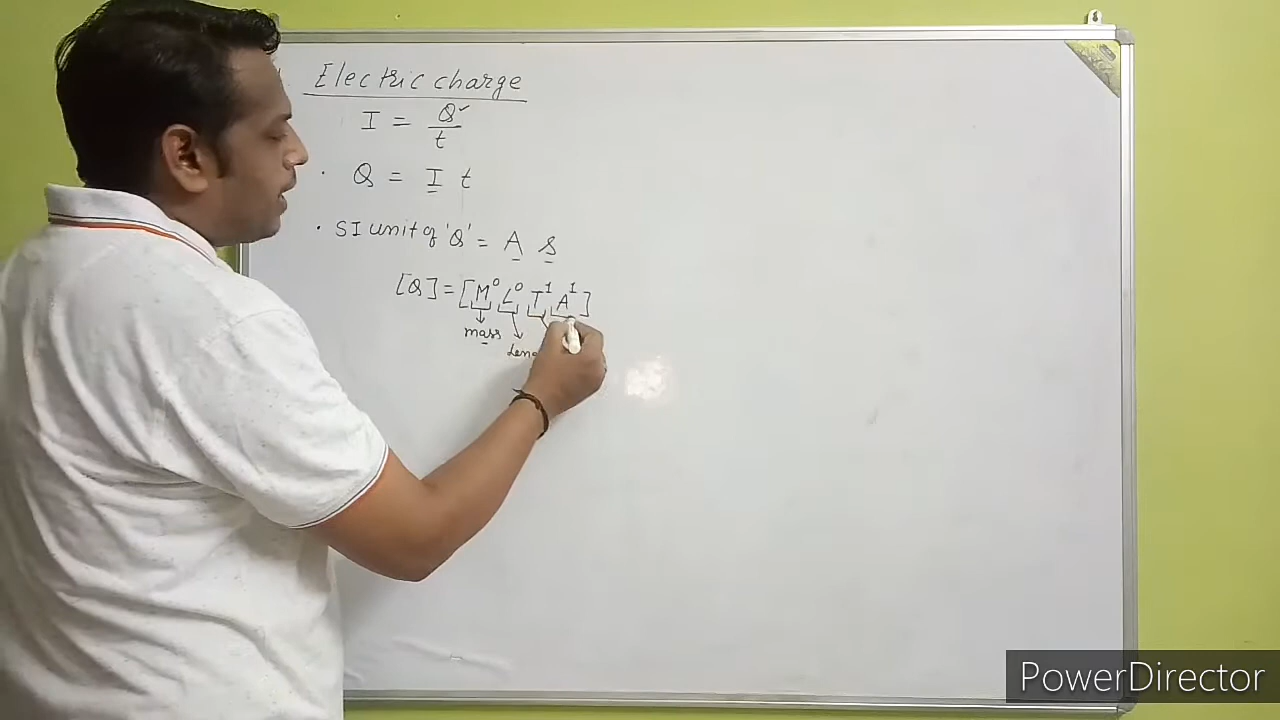 Electric charge
I = Q/t
· Q = I t
· SI unit of 'Q' = A s
[Q] = [M⁰ L⁰ T¹ A¹]
mass
PowerDirector